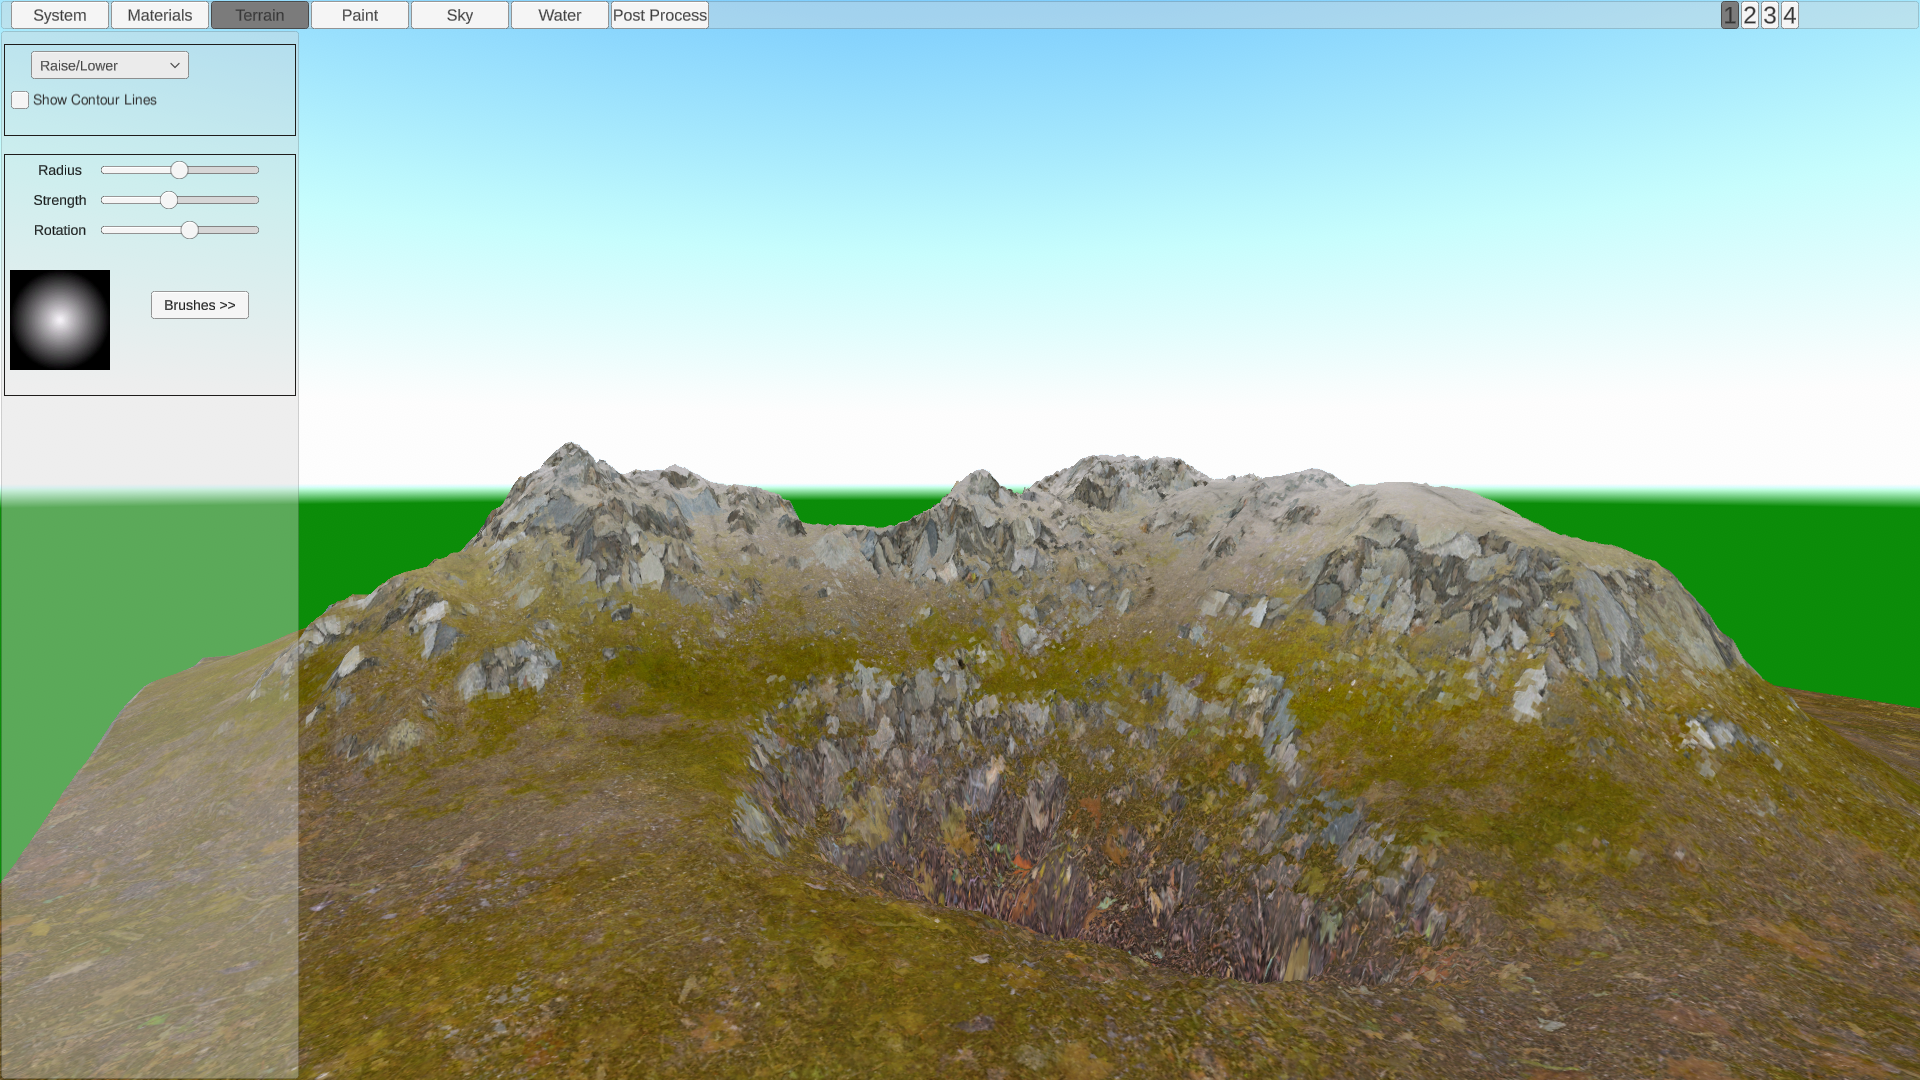 System Materials Terrain Paint Sky Water Post Process 1 2 3 4
Raise/Lower
Show Contour Lines
Radius
Strength
Rotation
Brushes >>